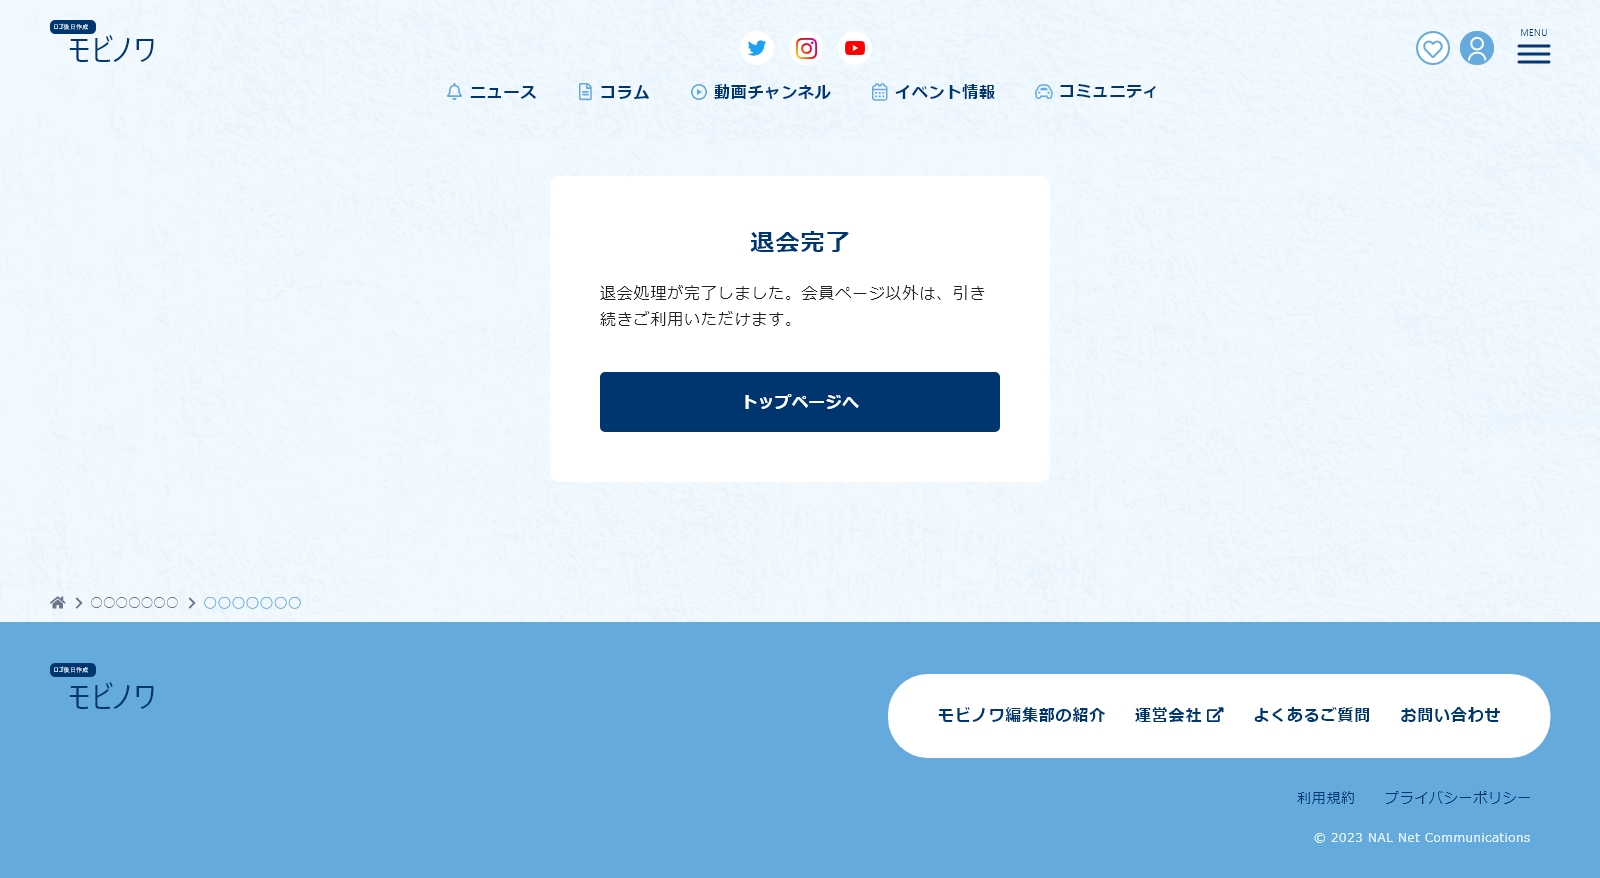 ロゴ後日作成
モビノワ
MENU
ニュース
コラム
動画チャンネル
イベント情報
コミュニティ
退会完了
退会処理が完了しました。会員ページ以外は、引き
続きご利用いただけます。
トップページへ
〇〇〇〇〇〇〇
〇〇〇〇〇〇〇
ロゴ後日作成
モビノワ
モビノワ編集部の紹介
運営会社
よくあるご質問
お問い合わせ
利用規約
プライバシーポリシー
© 2023 NAL Net Communications